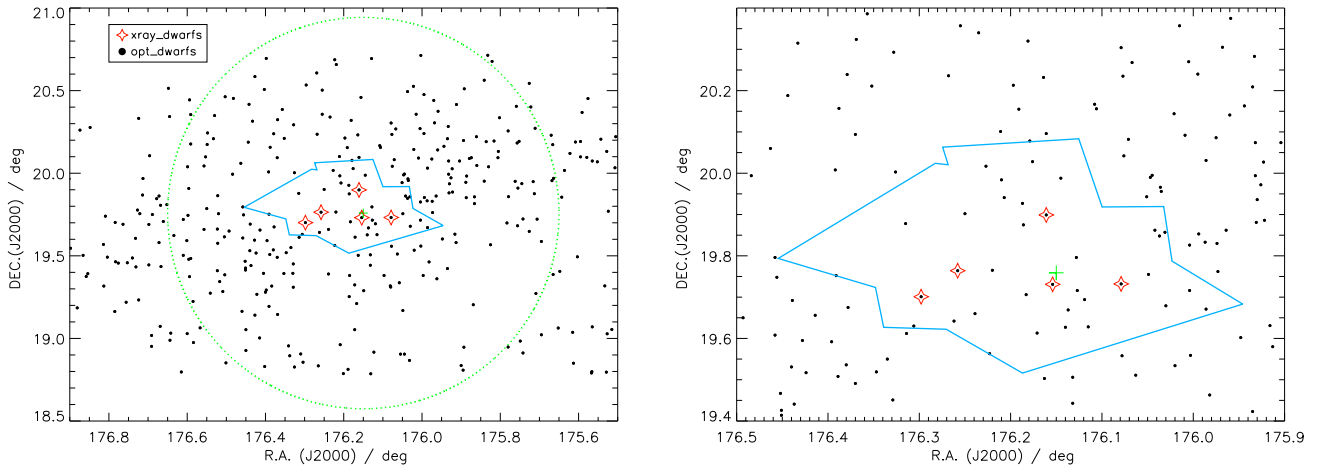 xray_dwarfs
opt_dwarfs
21.0
20.5
20.0
19.5
19.0
18.5
DEC.(J2000) / deg
176.8 176.6 176.4 176.2 176.0 175.8 175.6
R.A. (J2000) / deg
20.2
20.0
19.8
19.6
19.4
DEC.(J2000) / deg
176.5 176.4 176.3 176.2 176.1 176.0 175.9
R.A. (J2000) / deg